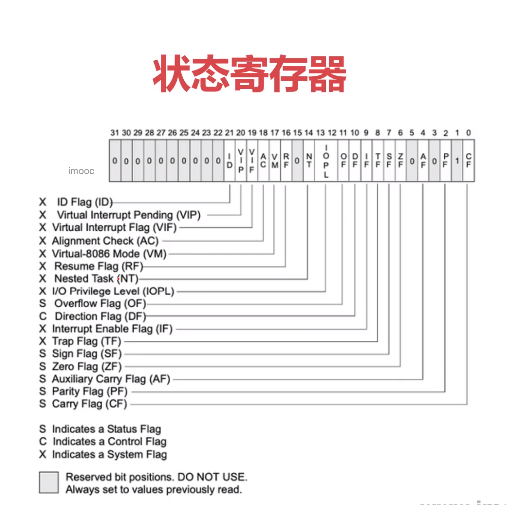 状态寄存器
31 30 29 28 27 26 25 24 23 22 21 20 19 18 17 16 15 14 13 12 11 10 9 8 7 6 5 4 3 2 1 0
imooc
0 0 0 0 0 0 0 0 0 0 ID VIP VIF AC VM RF 0 NT IOPL OF DF IF TF SF ZF 0 AF 0 PF 1 CF
X ID Flag (ID)
X Virtual Interrupt Pending (VIP)
X Virtual Interrupt Flag (VIF)
X Alignment Check (AC)
X Virtual-8086 Mode (VM)
X Resume Flag (RF)
X Nested Task (NT)
X I/O Privilege Level (IOPL)
S Overflow Flag (OF)
C Direction Flag (DF)
X Interrupt Enable Flag (IF)
X Trap Flag (TF)
S Sign Flag (SF)
S Zero Flag (ZF)
S Auxiliary Carry Flag (AF)
S Parity Flag (PF)
S Carry Flag (CF)
S Indicates a Status Flag
C Indicates a Control Flag
X Indicates a System Flag
Reserved bit positions. DO NOT USE.
Always set to values previously read.